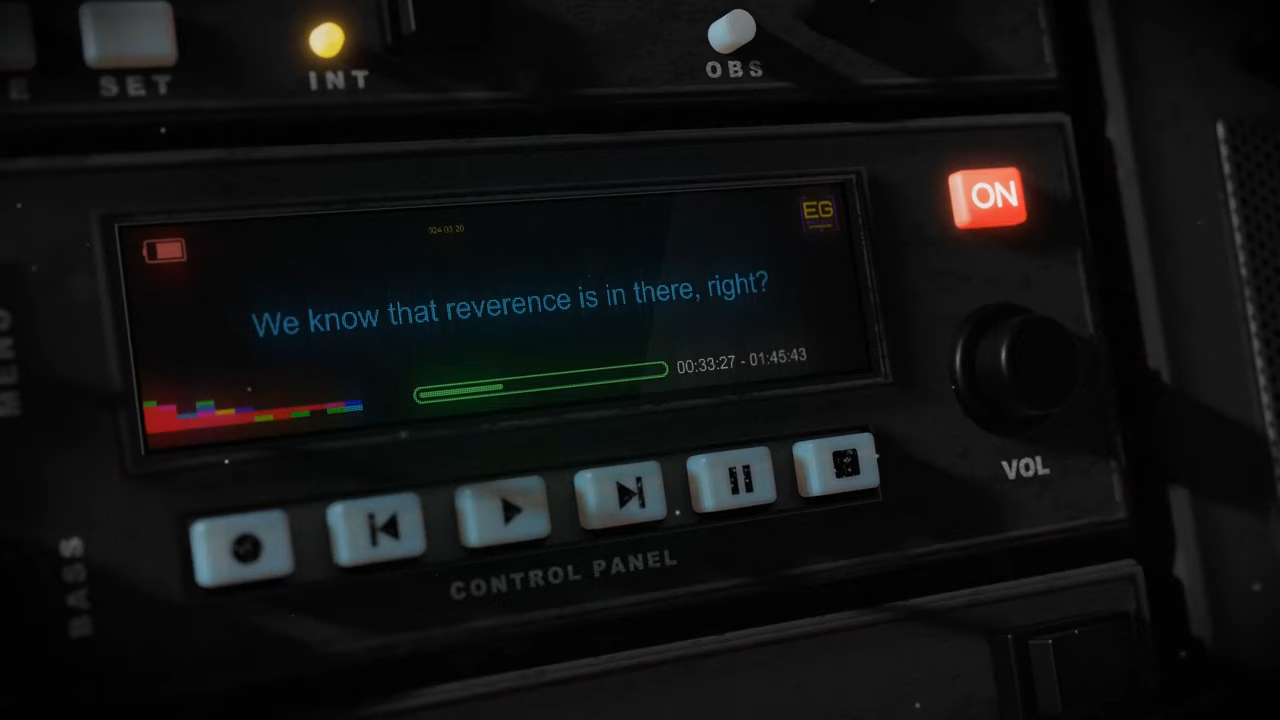 E
SET
INT
OBS
EG
We know that reverence is in there, right?
00:33:27 - 01:45:43
ON
VOL
CONTROL PANEL
MENU
BASS